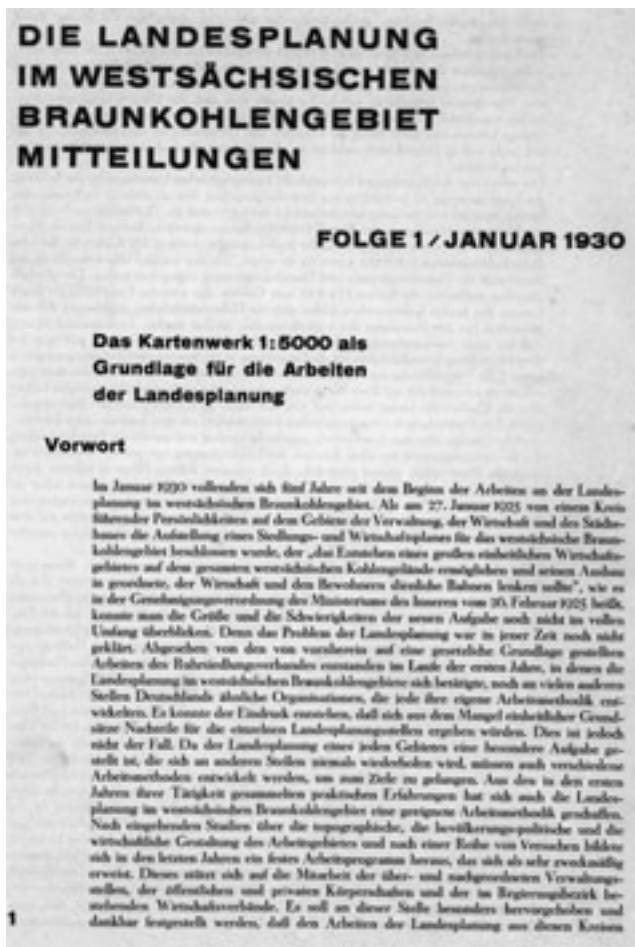 DIE LANDESPLANUNG
IM WESTSÄCHSISCHEN
BRAUNKOHLENGEBIET
MITTEILUNGEN
FOLGE 1 / JANUAR 1930
Das Kartenwerk 1:5000 als
Grundlage für die Arbeiten
der Landesplanung
Vorwort
Im Januar 1930 vollenden sich fünf Jahre seit dem Beginn der Arbeiten an der Landes-
planung im westsächsischen Braunkohlengebiet. Als am 27. Januar 1925 von einem Kreis
führender Persönlichkeiten auf dem Gebiete der Verwaltung, der Wirtschaft und des Städte-
baues die Aufstellung eines Siedlungs- und Wirtschaftsplanes für das westsächsische Braun-
kohlengebiet beschlossen wurde, der „das Entstehen eines großen einheitlichen Wirtschafts-
gebietes auf dem gesamten westsächsischen Kohlengelände ermöglichen und seinen Ausbau
in geordnete, der Wirtschaft und den Bewohnern dienliche Bahnen lenken sollte“, wie es
in der Genehmigungsverordnung des Ministeriums des Inneren vom 26. Februar 1925 heißt,
konnte man die Größe und die Schwierigkeiten der neuen Aufgabe noch nicht im vollen
Umfang überblicken. Denn das Problem der Landesplanung war in jener Zeit noch nicht
geklärt. Abgesehen von den von vornherein auf eine gesetzliche Grundlage gestellten
Arbeiten des Ruhrsiedlungsverbandes entstanden im Laufe der ersten Jahre, in denen die
Landesplanung im westsächsischen Braunkohlengebiete sich betätigte, noch an vielen anderen
Stellen Deutschlands ähnliche Organisationen, die jede ihre eigene Arbeitsmethodik ent-
wickelten. Es konnte der Eindruck entstehen, daß sich aus dem Mangel einheitlicher Grund-
sätze Nachteile für die einzelnen Landesplanungsstellen ergeben würden. Dies ist jedoch
nicht der Fall. Da der Landesplanung eines jeden Gebietes eine besondere Aufgabe ge-
stellt ist, die sich an anderen Stellen niemals wiederholen wird, müssen auch verschiedene
Arbeitsmethoden entwickelt werden, um zum Ziele zu gelangen. Aus den in den ersten
Jahren ihrer Tätigkeit gesammelten praktischen Erfahrungen hat sich auch die Landes-
planung im westsächsischen Braunkohlengebiet eine geeignete Arbeitsmethodik geschaffen.
Nach eingehenden Studien über die topographische, die bevölkerungspolitische und die
wirtschaftliche Gestaltung des Arbeitsgebietes und nach einer Reihe von Versuchen bildete
sich in den letzten Jahren ein festes Arbeitsprogramm heraus, das sich als sehr zweckmäßig
erweist. Dieses stützt sich auf die Mitarbeit der über- und nachgeordneten Verwaltungs-
stellen, der öffentlichen und privaten Körperschaften und der im Regierungsbezirk be-
stehenden Wirtschaftsverbände. Es soll an dieser Stelle besonders hervorgehoben und
dankbar festgestellt werden, daß den Arbeiten der Landesplanung aus diesen Kreisen
1